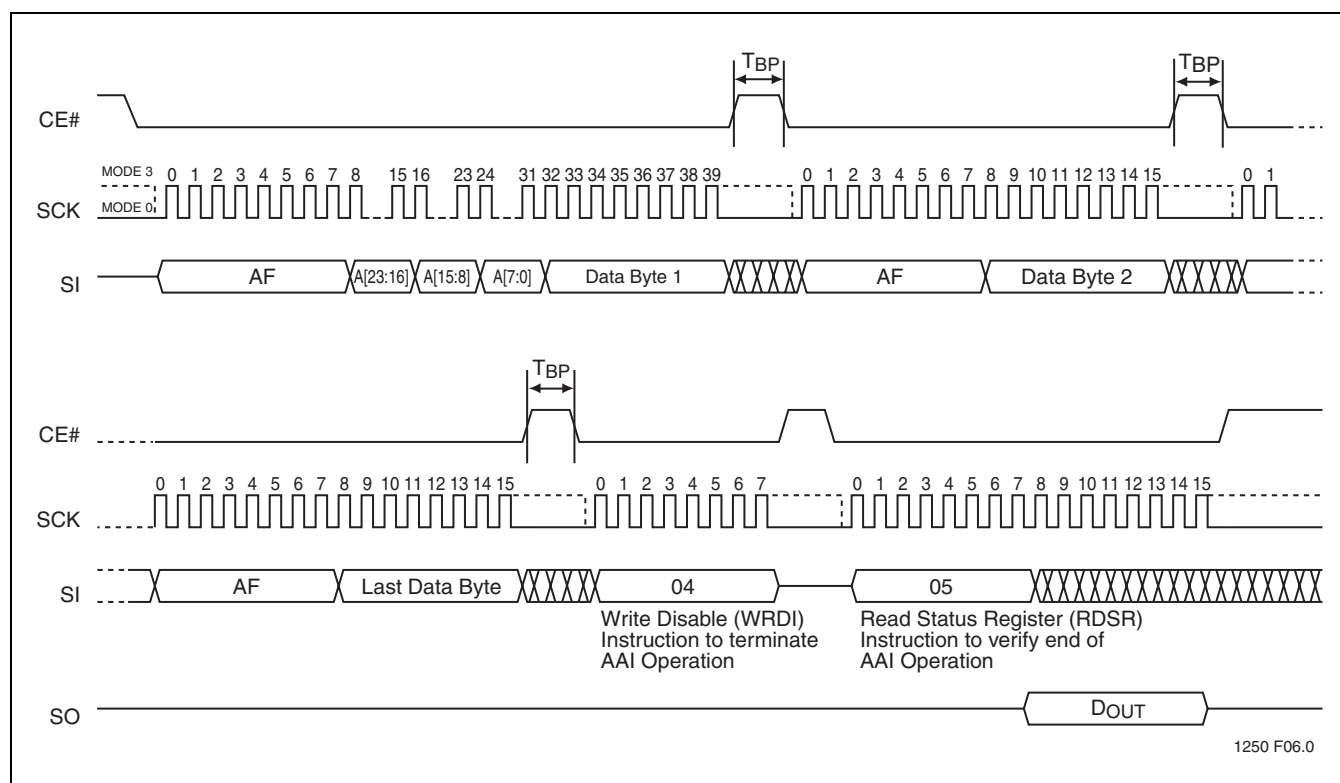 TBP TBP
CE#
MODE 3 0 1 2 3 4 5 6 7 8 15 16 23 24 31 32 33 34 35 36 37 38 39 0 1 2 3 4 5 6 7 8 9 10 11 12 13 14 15 0 1
SCK MODE 0
SI AF A[23:16] A[15:8] A[7:0] Data Byte 1 AF Data Byte 2
TBP
CE#
0 1 2 3 4 5 6 7 8 9 10 11 12 13 14 15 0 1 2 3 4 5 6 7 0 1 2 3 4 5 6 7 8 9 10 11 12 13 14 15
SCK
SI AF Last Data Byte 04 05
Write Disable (WRDI)
Instruction to terminate
AAI Operation
Read Status Register (RDSR)
Instruction to verify end of
AAI Operation
SO DOUT
1250 F06.0